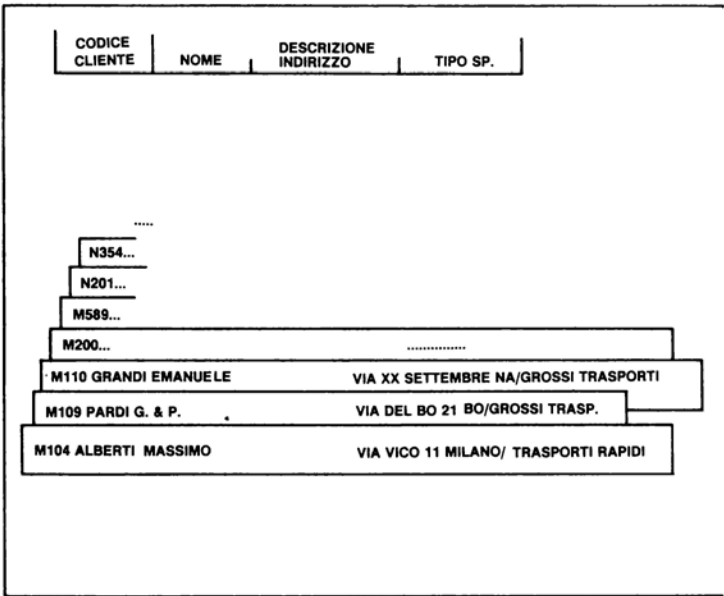 CODICE CLIENTE NOME DESCRIZIONE INDIRIZZO TIPO SP.
.....
N354...
N201...
M589...
M200... ...............
M110 GRANDI EMANUELE VIA XX SETTEMBRE NA/GROSSI TRASPORTI
M109 PARDI G. & P. VIA DEL BO 21 BO/GROSSI TRASP.
M104 ALBERTI MASSIMO VIA VICO 11 MILANO/ TRASPORTI RAPIDI